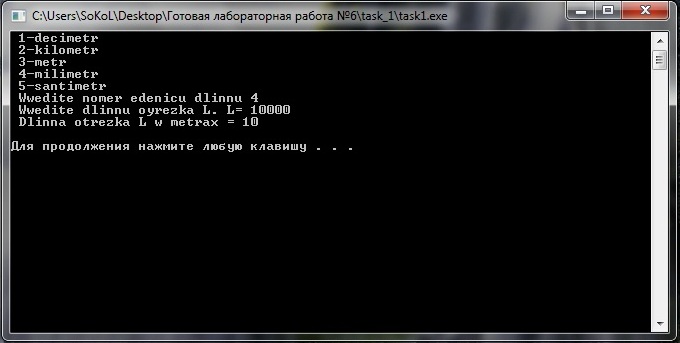 C:\Users\SoKoL\Desktop\Готовая лабораторная работа №6\task_1\task1.exe
1-decimetr
2-kilometr
3-metr
4-milimetr
5-santimetr
Wwedite nomer edenicu dlinnu 4
Wwedite dlinnu oyrezka L. L= 10000
Dlinna otrezka L w metrax = 10
Для продолжения нажмите любую клавишу . . .